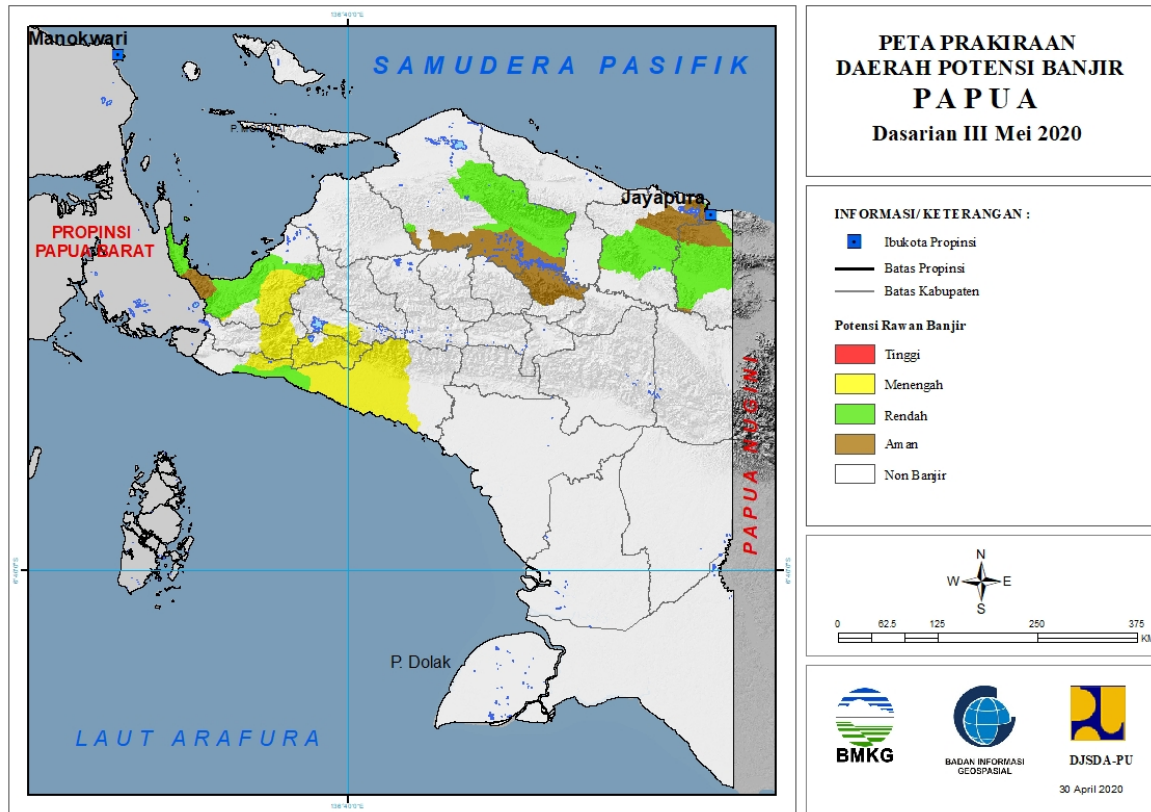 Manokwari
SAMUDERA PASIFIK
Jayapura
PROPINSI
PAPUA BARAT
PAPUA NUGINI
P. Dolak
LAUT ARAFURA
PETA PRAKIRAAN
DAERAH POTENSI BANJIR
PAPUA
Dasarian III Mei 2020
INFORMASI/ KETERANGAN :
Ibukota Propinsi
Batas Propinsi
Batas Kabupaten
Potensi Rawan Banjir
Tinggi
Menengah
Rendah
Aman
Non Banjir
N
W E
S
0 62.5 125 250 375
KM
BMKG
BADAN INFORMASI
GEOSPASIAL
DJSDA-PU
30 April 2020